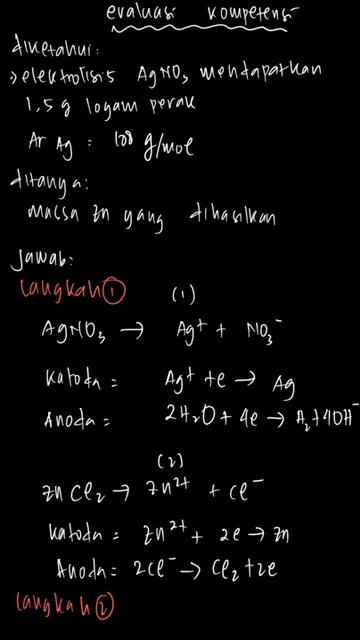 evaluasi kompetensi
diketahui:
→ elektrolisis AgNO₃ mendapatkan
1,5 g logam perak
Ar Ag = 108 g/mol
ditanya:
massa Zn yang dihasilkan
Jawab:
langkah ①
(1)
AgNO₃ → Ag⁺ + NO₃⁻
Katoda = Ag⁺ + e → Ag
Anoda = 2H₂O + 4e → H₂ + 4OH⁻
(2)
ZnCl₂ → Zn²⁺ + Cl⁻
Katoda = Zn²⁺ + 2e → Zn
Anoda = 2Cl⁻ → Cl₂ + 2e
langkah ②